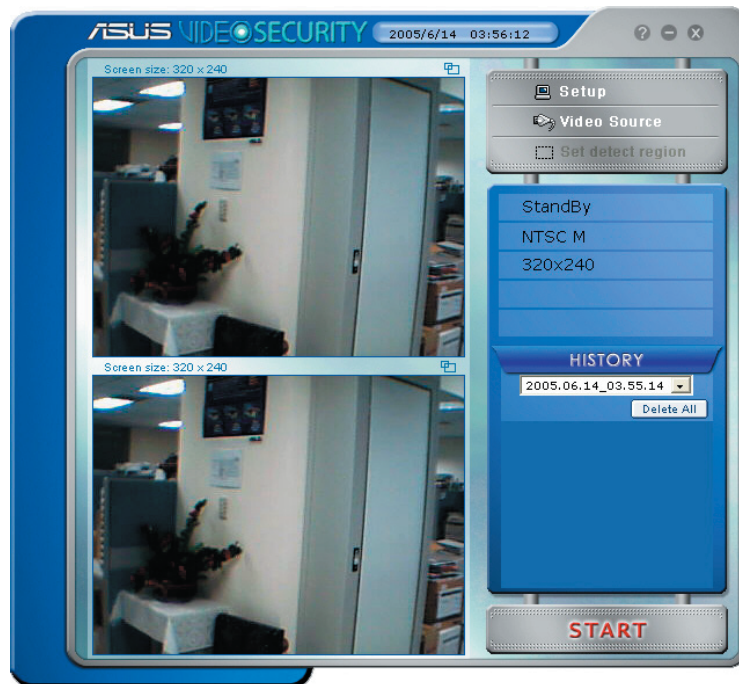 ASUS VIDEOSECURITY 2005/6/14 03:56:12
Screen size: 320 x 240
Setup
Video Source
Set detect region
StandBy
NTSC M
320x240
Screen size: 320 x 240
HISTORY
2005.06.14_03.55.14
Delete All
START